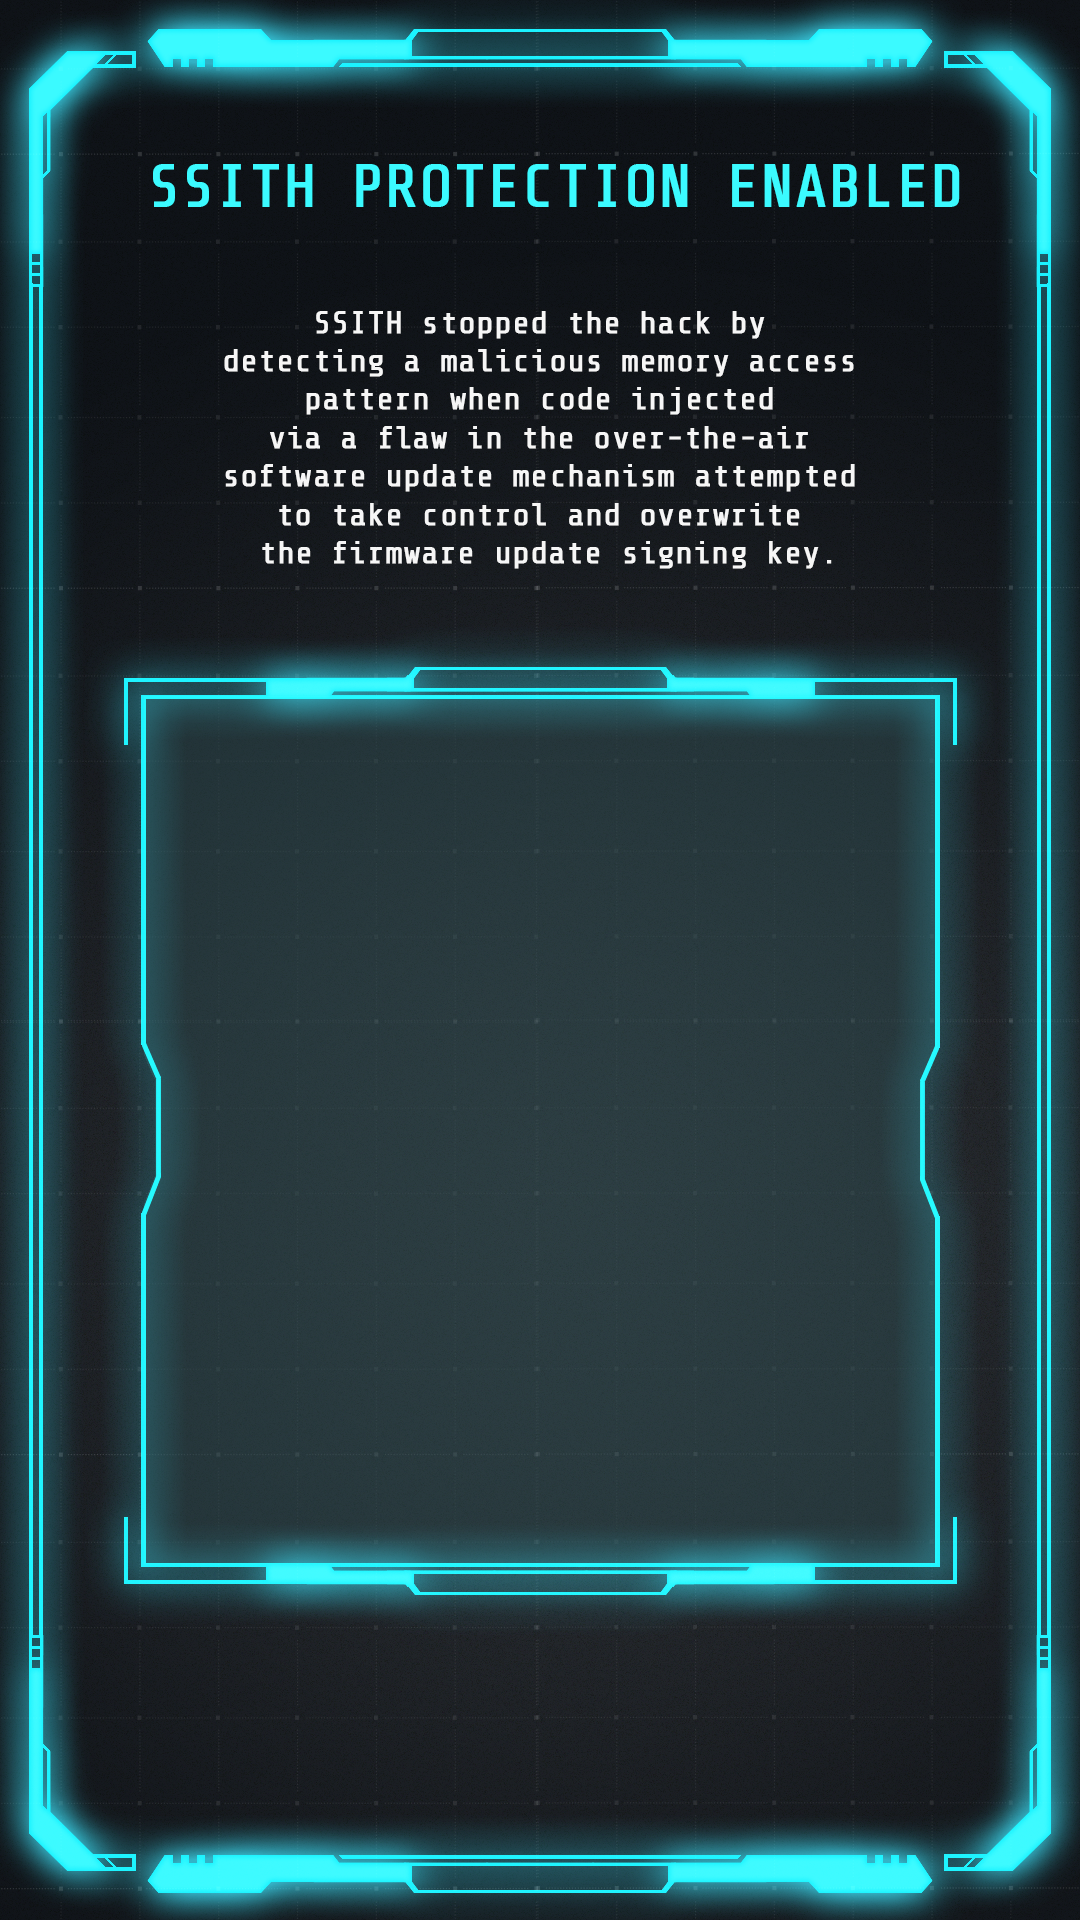 SSITH PROTECTION ENABLED
SSITH stopped the hack by
detecting a malicious memory access
pattern when code injected
via a flaw in the over-the-air
software update mechanism attempted
to take control and overwrite
the firmware update signing key.